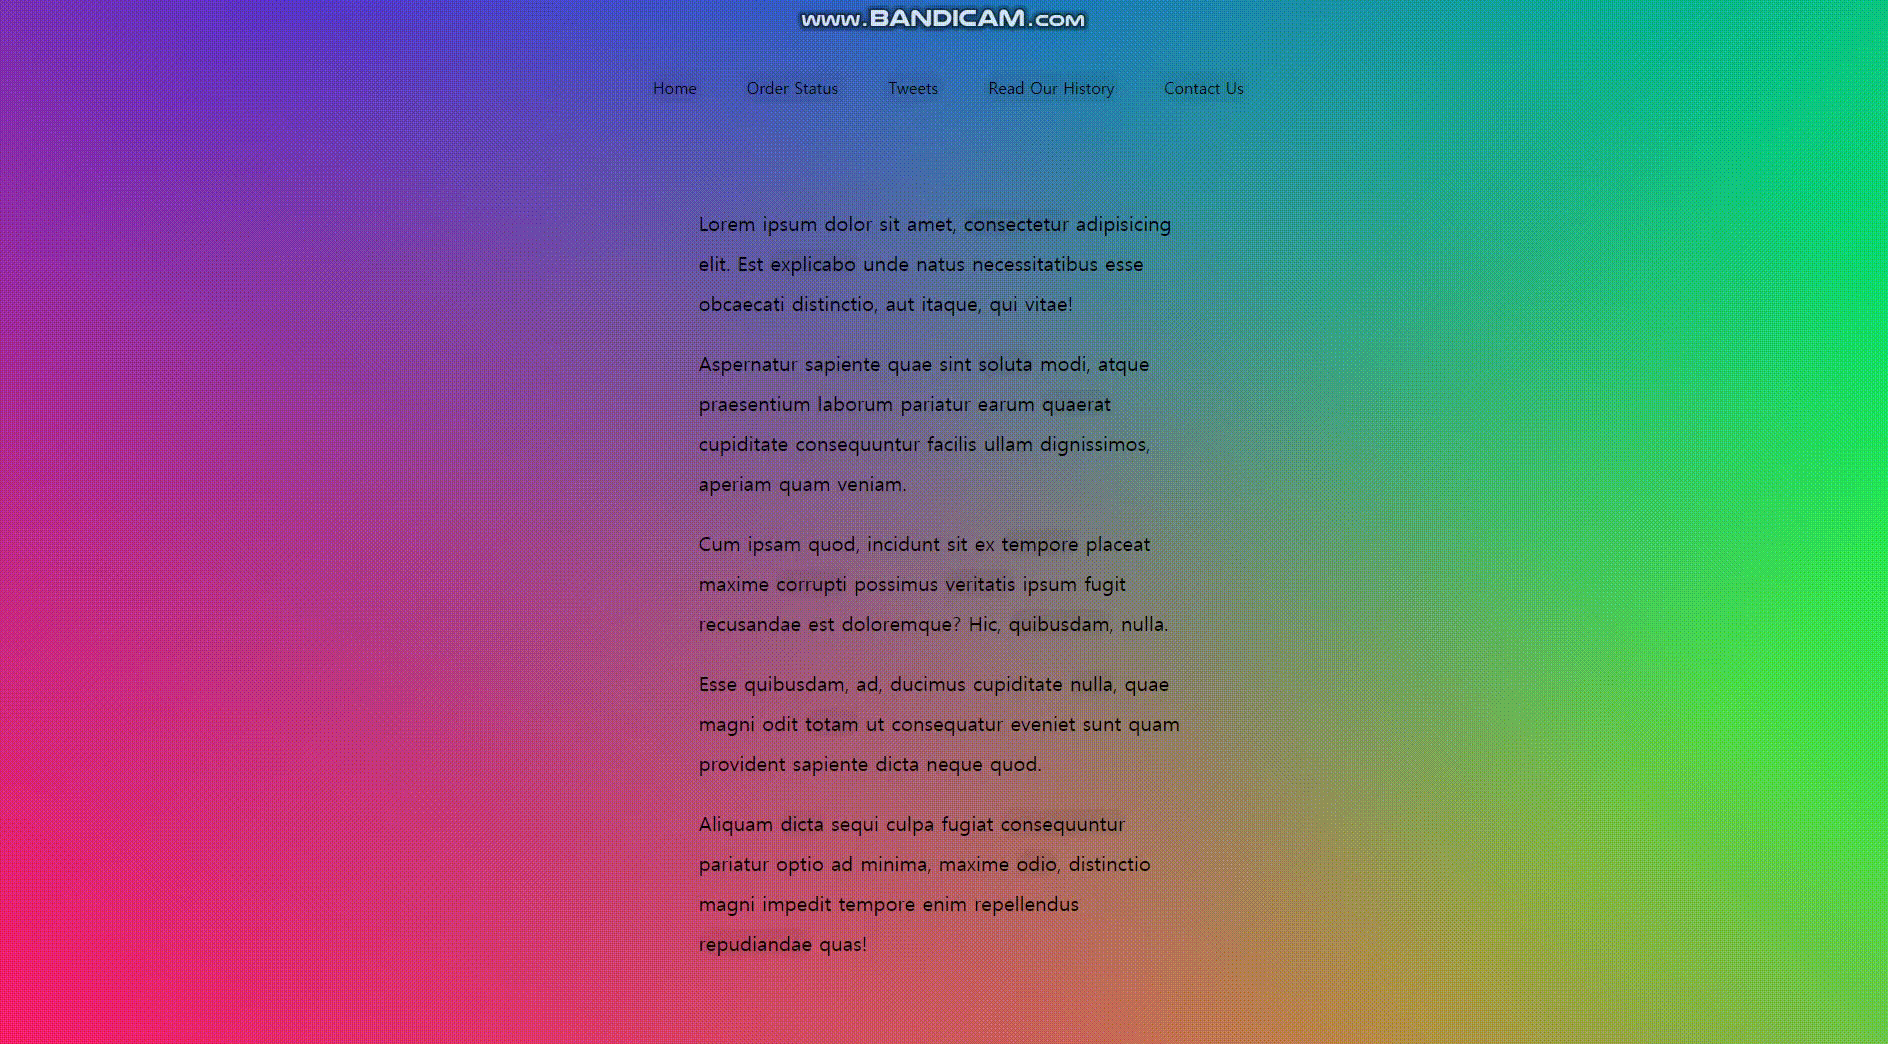 www.BANDICAM.com
Home Order Status Tweets Read Our History Contact Us
Lorem ipsum dolor sit amet, consectetur adipisicing
elit. Est explicabo unde natus necessitatibus esse
obcaecati distinctio, aut itaque, qui vitae!
Aspernatur sapiente quae sint soluta modi, atque
praesentium laborum pariatur earum quaerat
cupiditate consequuntur facilis ullam dignissimos,
aperiam quam veniam.
Cum ipsam quod, incidunt sit ex tempore placeat
maxime corrupti possimus veritatis ipsum fugit
recusandae est doloremque? Hic, quibusdam, nulla.
Esse quibusdam, ad, ducimus cupiditate nulla, quae
magni odit totam ut consequatur eveniet sunt quam
provident sapiente dicta neque quod.
Aliquam dicta sequi culpa fugiat consequuntur
pariatur optio ad minima, maxime odio, distinctio
magni impedit tempore enim repellendus
repudiandae quas!